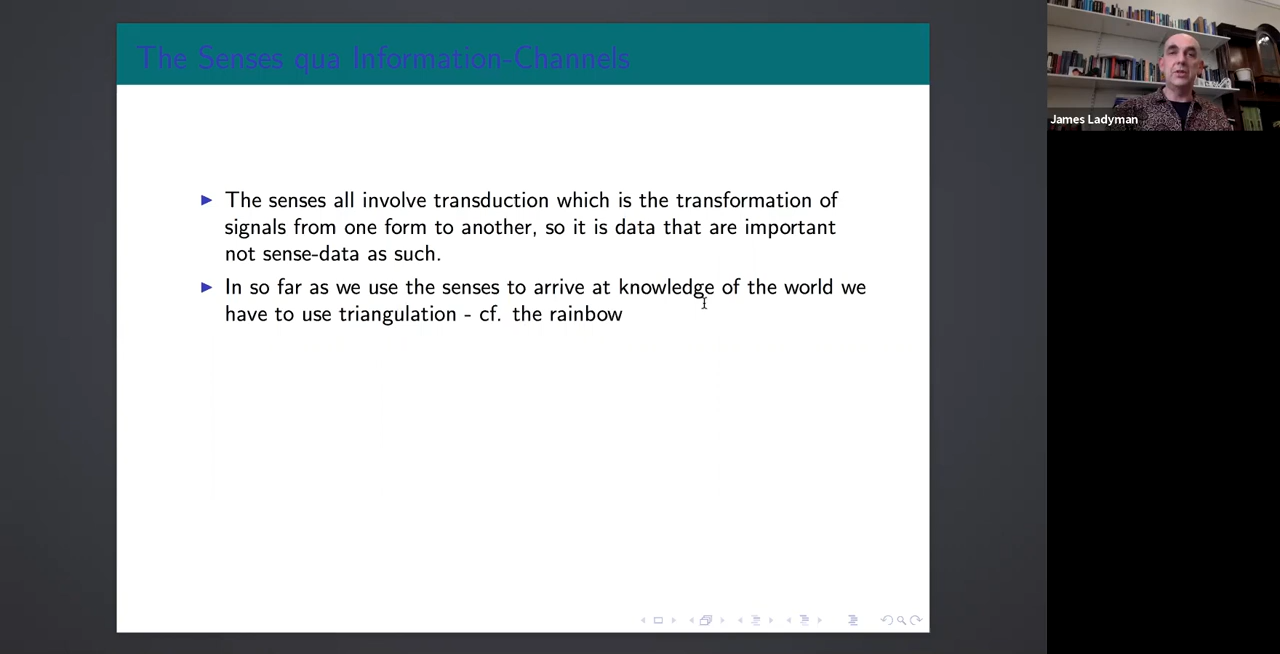 The Senses qua Information-Channels
James Ladyman
The senses all involve transduction which is the transformation of
signals from one form to another, so it is data that are important
not sense-data as such.
In so far as we use the senses to arrive at knowledge of the world we
have to use triangulation - cf. the rainbow